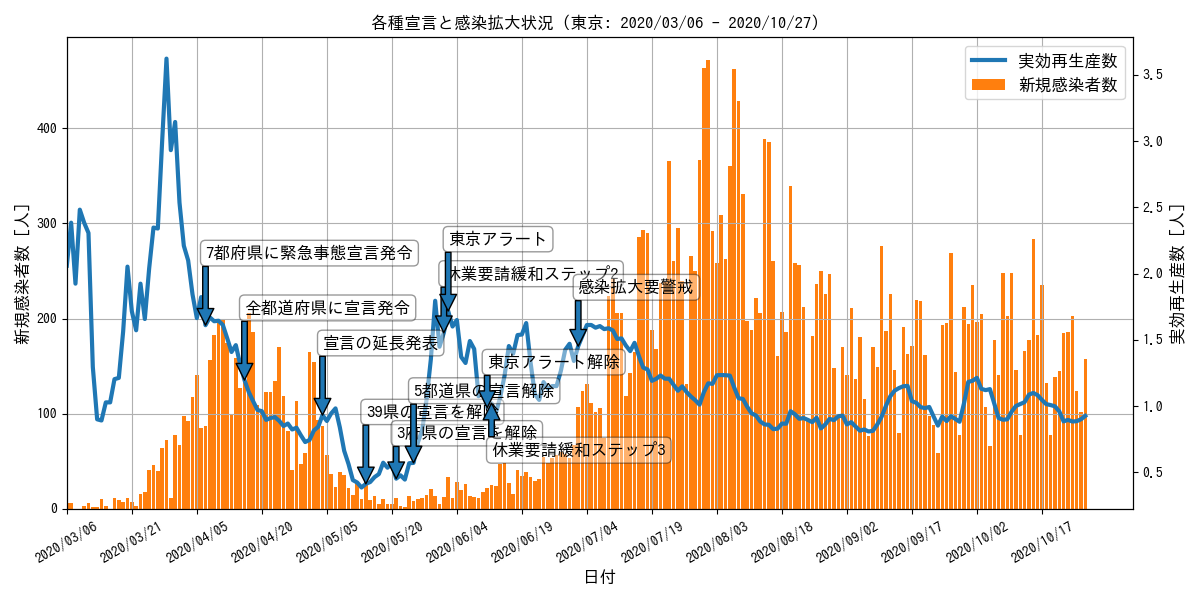 各種宣言と感染拡大状況 (東京: 2020/03/06 - 2020/10/27)
実効再生産数
新規感染者数
新規感染者数 [人]
400
300
200
100
0
3.5
3.0
2.5
2.0
1.5
1.0
0.5
実効再生産数 [人]
東京アラート
7都府県に緊急事態宣言発令
休業要請緩和ステップ2
感染拡大要警戒
全都道府県に宣言発令
宣言の延長発表
東京アラート解除
5都道県の宣言解除
39県の宣言を解除
3府県の宣言を解除
休業要請緩和ステップ3
2020/03/06
2020/03/21
2020/04/05
2020/04/20
2020/05/05
2020/05/20
2020/06/04
2020/06/19
2020/07/04
2020/07/19
2020/08/03
2020/08/18
2020/09/02
2020/09/17
2020/10/02
2020/10/17
日付